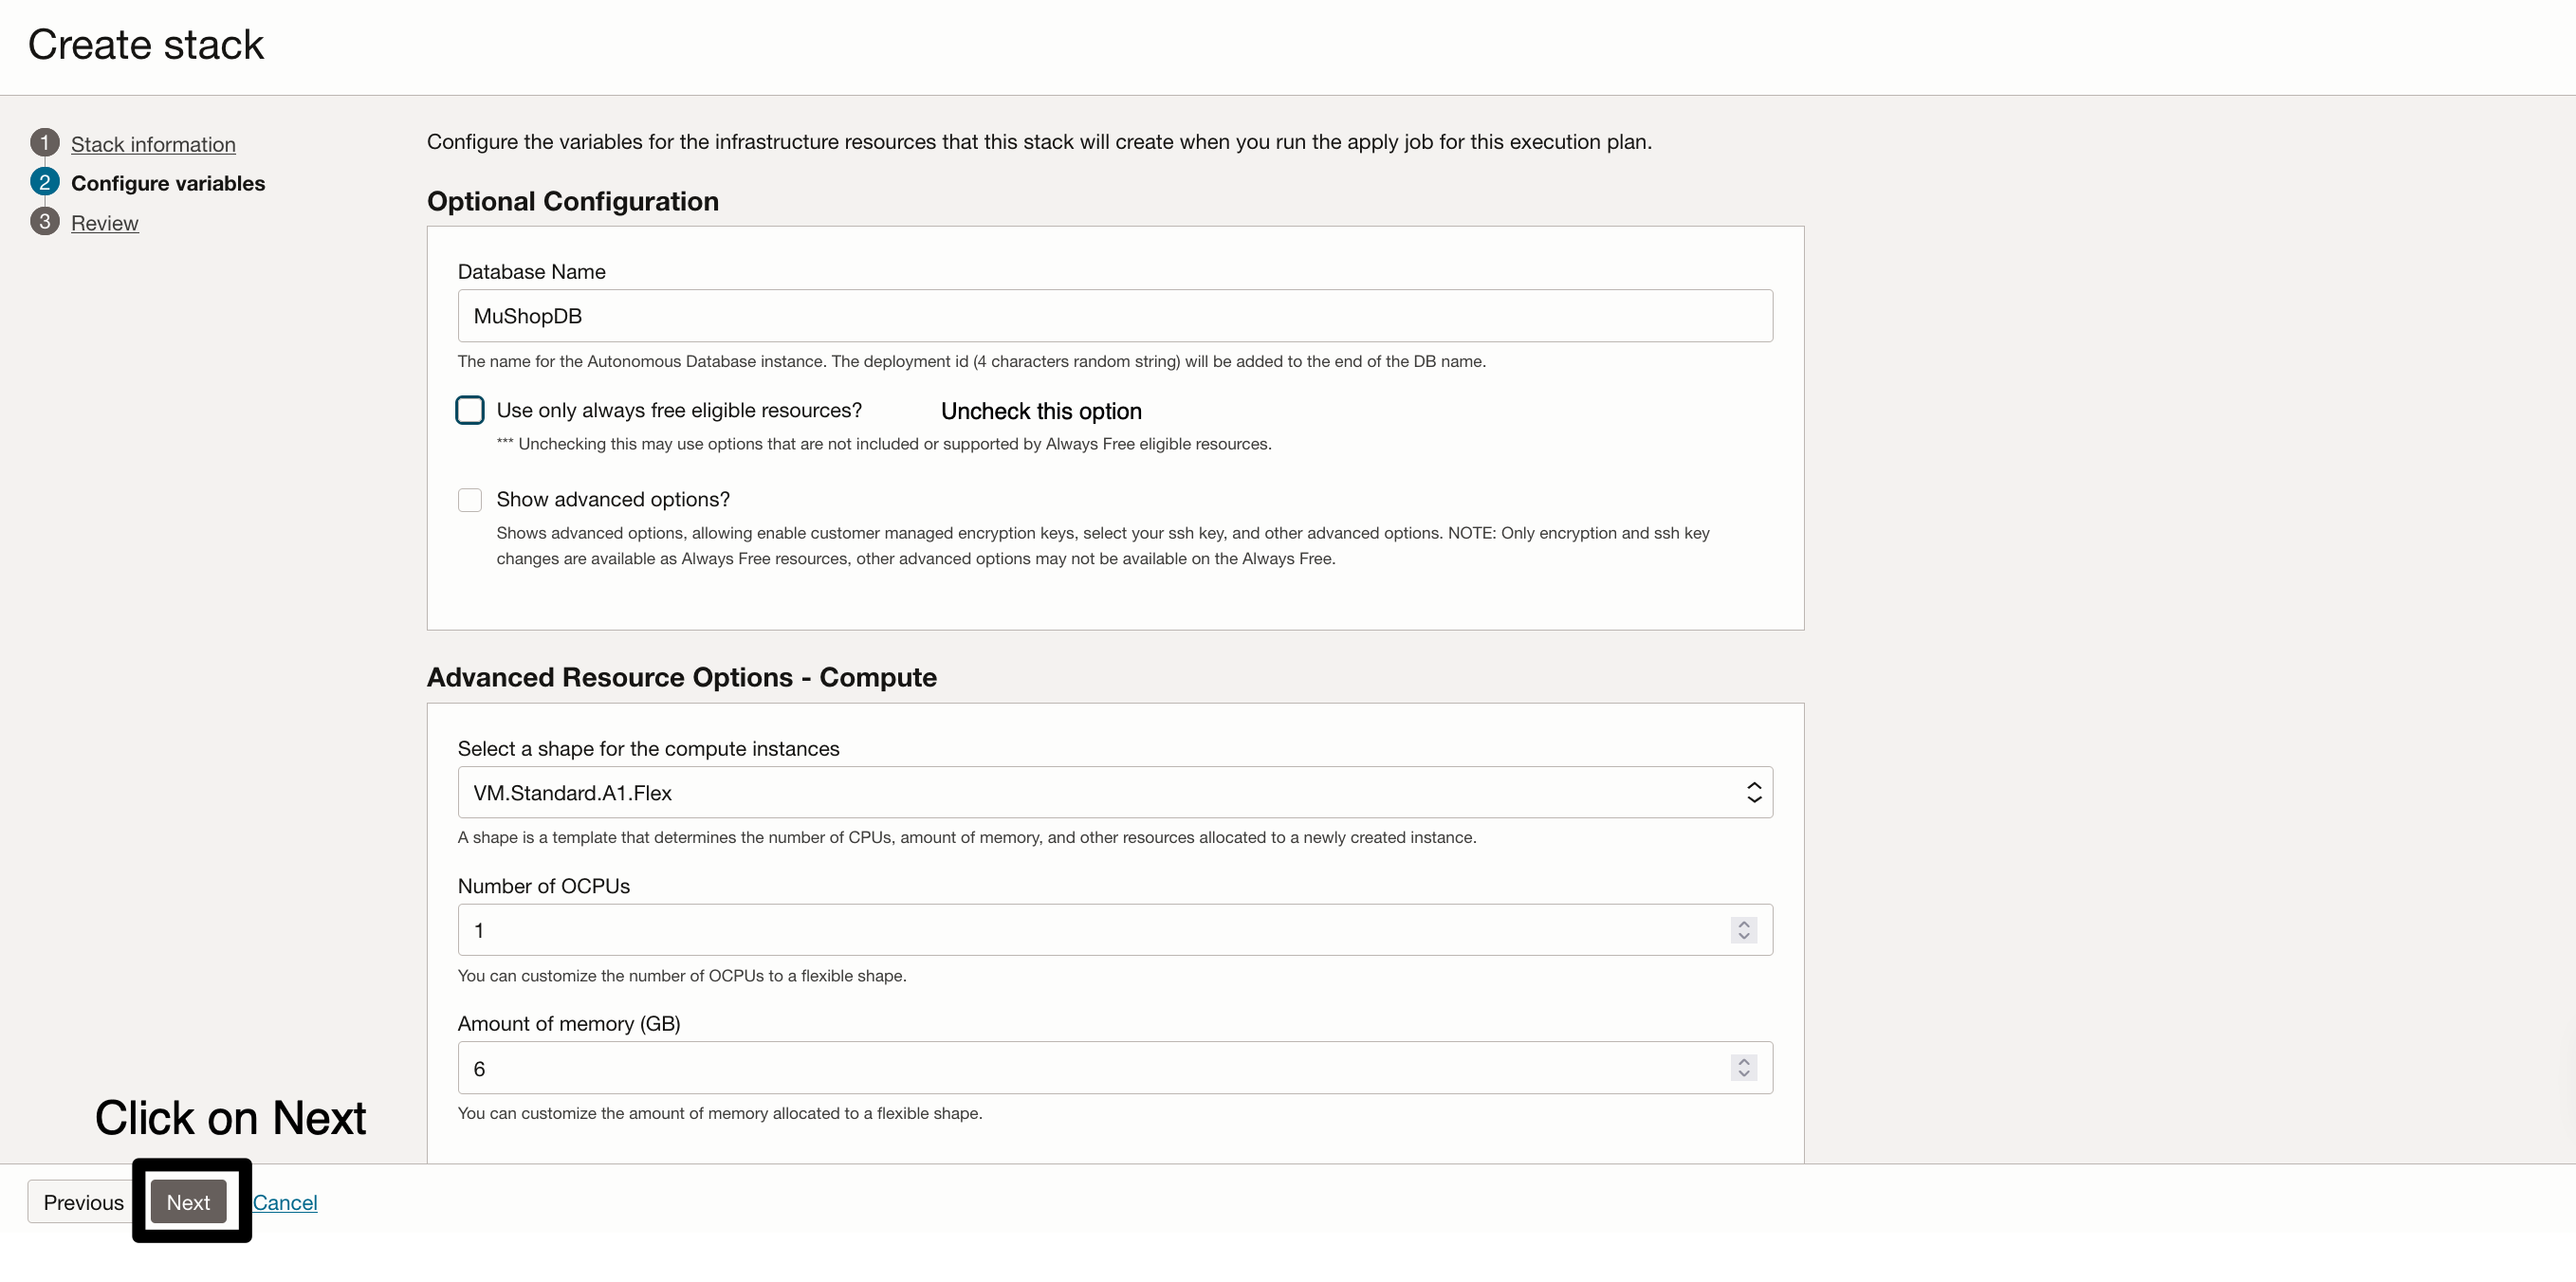 Create stack
1 Stack information
2 Configure variables
3 Review
Configure the variables for the infrastructure resources that this stack will create when you run the apply job for this execution plan.
Optional Configuration
Database Name
MuShopDB
The name for the Autonomous Database instance. The deployment id (4 characters random string) will be added to the end of the DB name.
Use only always free eligible resources? Uncheck this option
*** Unchecking this may use options that are not included or supported by Always Free eligible resources.
Show advanced options?
Shows advanced options, allowing enable customer managed encryption keys, select your ssh key, and other advanced options. NOTE: Only encryption and ssh key
changes are available as Always Free resources, other advanced options may not be available on the Always Free.
Advanced Resource Options - Compute
Select a shape for the compute instances
VM.Standard.A1.Flex
A shape is a template that determines the number of CPUs, amount of memory, and other resources allocated to a newly created instance.
Number of OCPUs
1
You can customize the number of OCPUs to a flexible shape.
Amount of memory (GB)
6
You can customize the amount of memory allocated to a flexible shape.
Click on Next
Previous Next Cancel